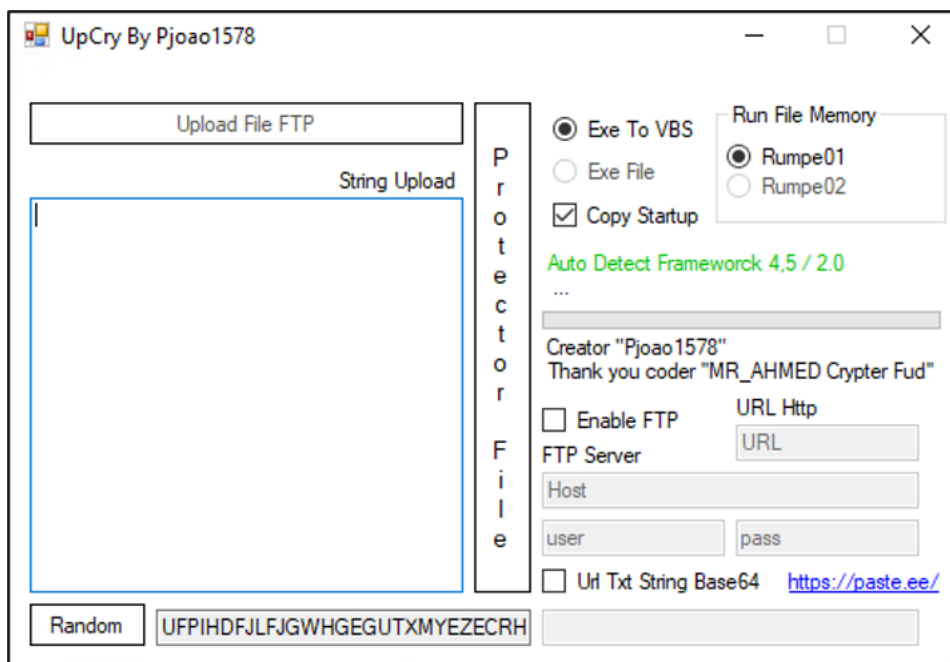 UpCry By Pjoao1578
Upload File FTP
String Upload
Protector File
Exe To VBS
Exe File
Copy Startup
Run File Memory
Rumpe01
Rumpe02
Auto Detect Frameworck 4,5 / 2.0
...
Creator "Pjoao1578"
Thank you coder "MR_AHMED Crypter Fud"
Enable FTP
URL Http
URL
FTP Server
Host
user
pass
Url Txt String Base64
https://paste.ee/
Random
UFPIHDFJLFJGWHGEGUTXMYEZECRH